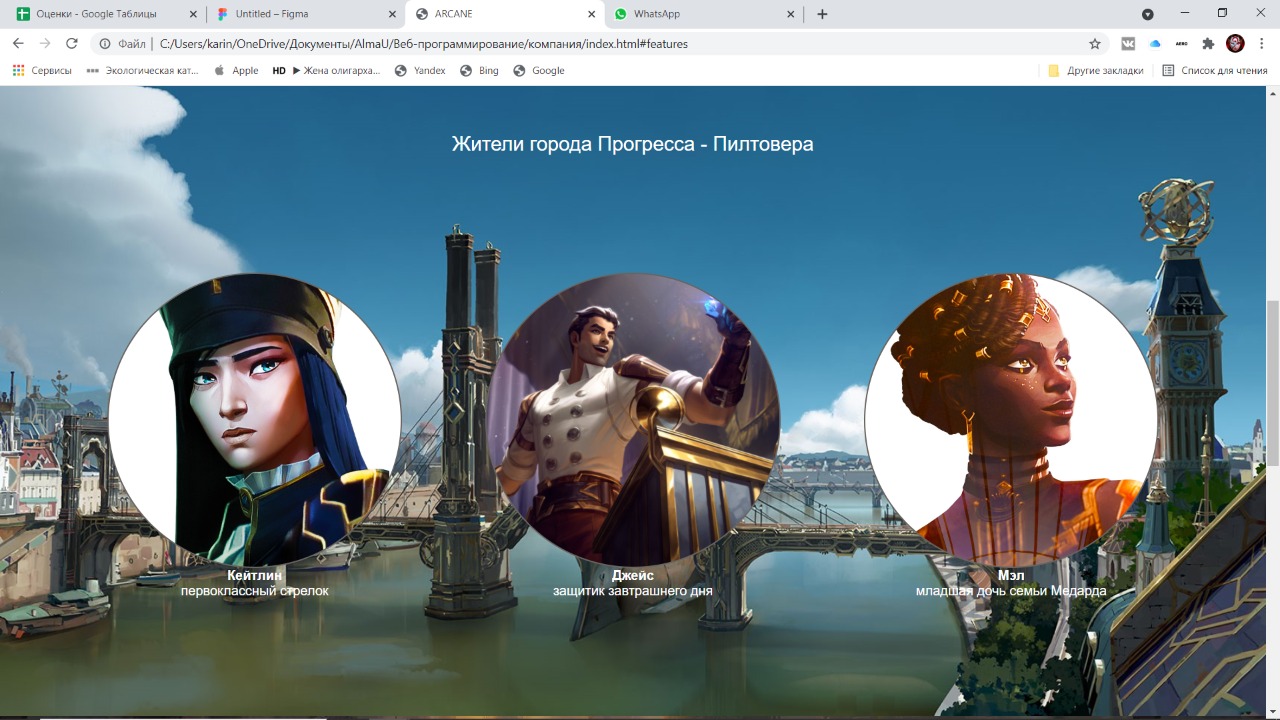 Оценки - Google Таблицы
Untitled – Figma
ARCANE
WhatsApp
Файл | C:/Users/karin/OneDrive/Документы/AlmaU/Веб-программирование/компания/index.html#features
Сервисы
Экологическая кат...
Apple
HD ▶ Жена олигарха...
Yandex
Bing
Google
Другие закладки
Список для чтения
Жители города Прогресса - Пилтовера
Кейтлин
первоклассный стрелок
Джейс
защитик завтрашнего дня
Мэл
младшая дочь семьи Медарда